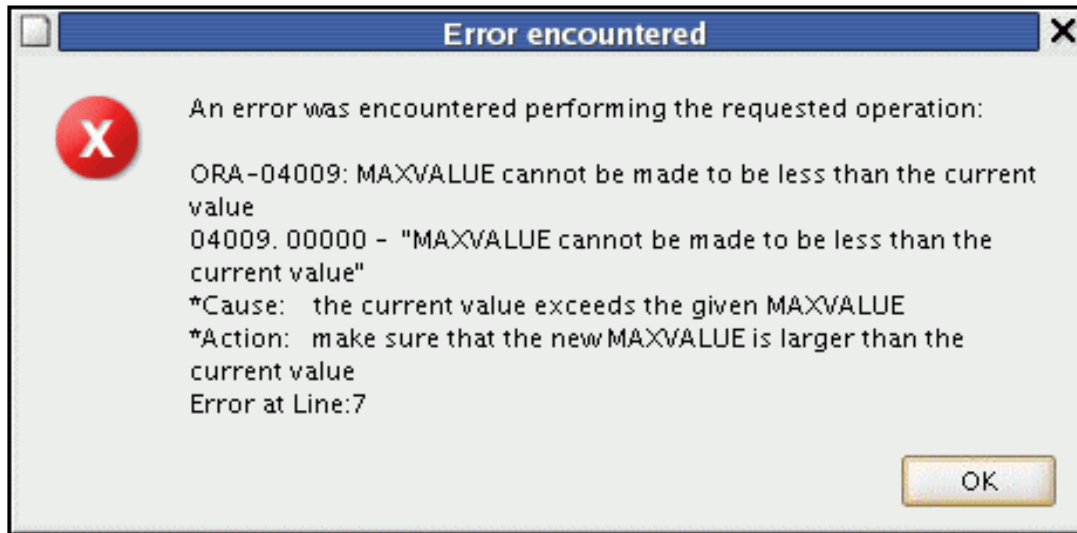 Error encountered
An error was encountered performing the requested operation:
ORA-04009: MAXVALUE cannot be made to be less than the current
value
04009. 00000 - "MAXVALUE cannot be made to be less than the
current value"
*Cause: the current value exceeds the given MAXVALUE
*Action: make sure that the new MAXVALUE is larger than the
current value
Error at Line:7
OK